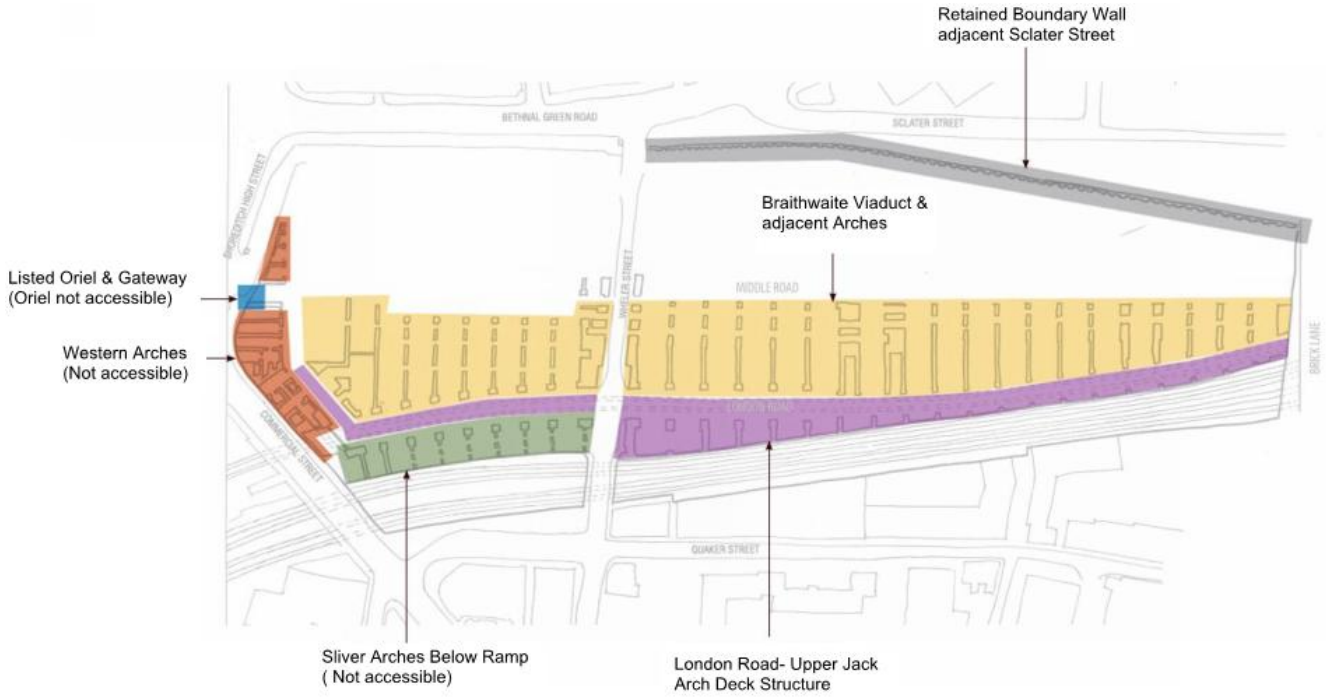 Retained Boundary Wall
adjacent Sclater Street
BETHNAL GREEN ROAD
SCLATER STREET
SHOREDITCH HIGH STREET
Braithwaite Viaduct &
adjacent Arches
Listed Oriel & Gateway
(Oriel not accessible)
WHELER STREET
MIDDLE ROAD
Western Arches
(Not accessible)
BRICK LANE
LONDON ROAD
COMMERCIAL STREET
QUAKER STREET
Sliver Arches Below Ramp
( Not accessible)
London Road- Upper Jack
Arch Deck Structure